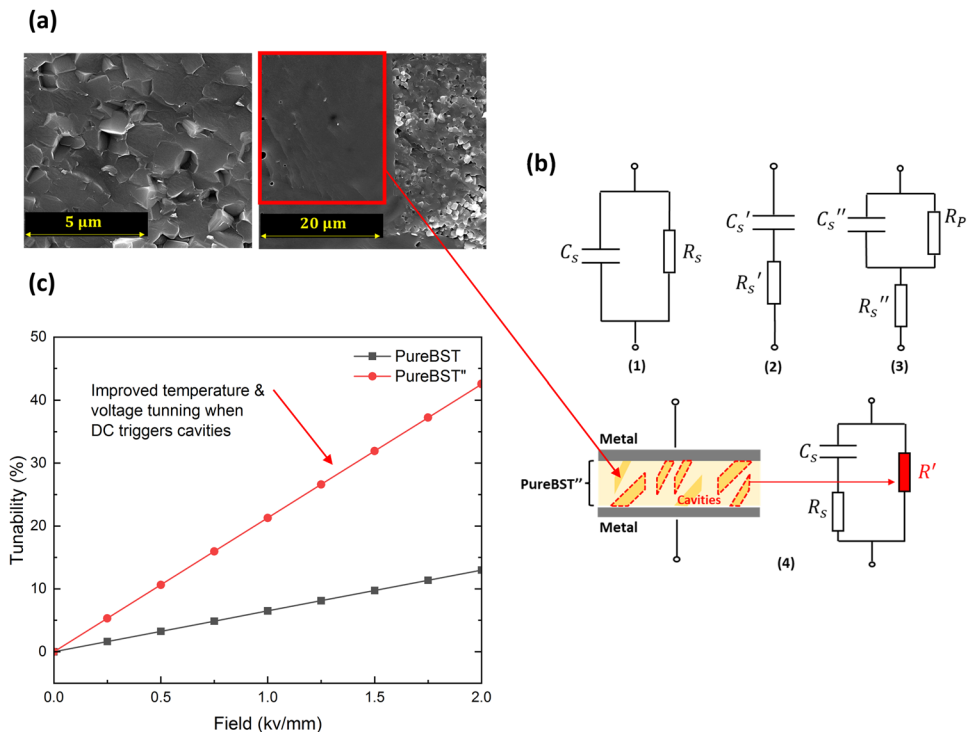 (a)
5 μm
20 μm
(b)
C_s
R_s
(1)
C_s'
R_s'
(2)
C_s''
R_P
R_s''
(3)
Metal
PureBST''
Cavities
Metal
C_s
R_s
R'
(4)
(c)
PureBST
PureBST"
Improved temperature &
voltage tunning when
DC triggers cavities
Tunability (%)
50
40
30
20
10
0
0.0
0.5
1.0
1.5
2.0
Field (kv/mm)